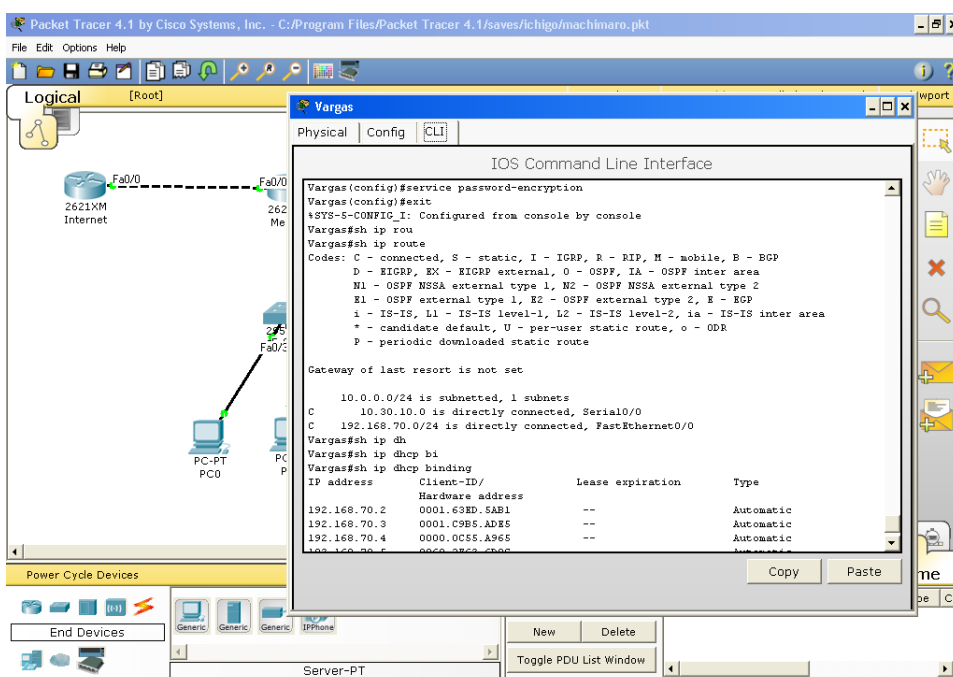 Packet Tracer 4.1 by Cisco Systems, Inc. - C:/Program Files/Packet Tracer 4.1/saves/ichigo/machimaro.pkt
File Edit Options Help
Logical [Root]
wport
Fa0/0
Fa0/0
2621XM
Internet
262
Me
Fa0/3
PC-PT
PC0
PC
P
Vargas
Physical Config CLI
IOS Command Line Interface
Vargas(config)#service password-encryption
Vargas(config)#exit
%SYS-5-CONFIG_I: Configured from console by console
Vargas#sh ip rou
Vargas#sh ip route
Codes: C - connected, S - static, I - IGRP, R - RIP, M - mobile, B - BGP
D - EIGRP, EX - EIGRP external, O - OSPF, IA - OSPF inter area
N1 - OSPF NSSA external type 1, N2 - OSPF NSSA external type 2
E1 - OSPF external type 1, E2 - OSPF external type 2, E - EGP
i - IS-IS, L1 - IS-IS level-1, L2 - IS-IS level-2, ia - IS-IS inter area
* - candidate default, U - per-user static route, o - ODR
P - periodic downloaded static route
Gateway of last resort is not set
10.0.0.0/24 is subnetted, 1 subnets
C 10.30.10.0 is directly connected, Serial0/0
C 192.168.70.0/24 is directly connected, FastEthernet0/0
Vargas#sh ip dh
Vargas#sh ip dhcp bi
Vargas#sh ip dhcp binding
IP address Client-ID/ Lease expiration Type
Hardware address
192.168.70.2 0001.63ED.5AB1 -- Automatic
192.168.70.3 0001.C9B5.ADE5 -- Automatic
192.168.70.4 0000.0C55.A965 -- Automatic
Copy Paste
Power Cycle Devices
me
pe C
End Devices
Generic Generic Generic IPPhone
Server-PT
New Delete
Toggle PDU List Window